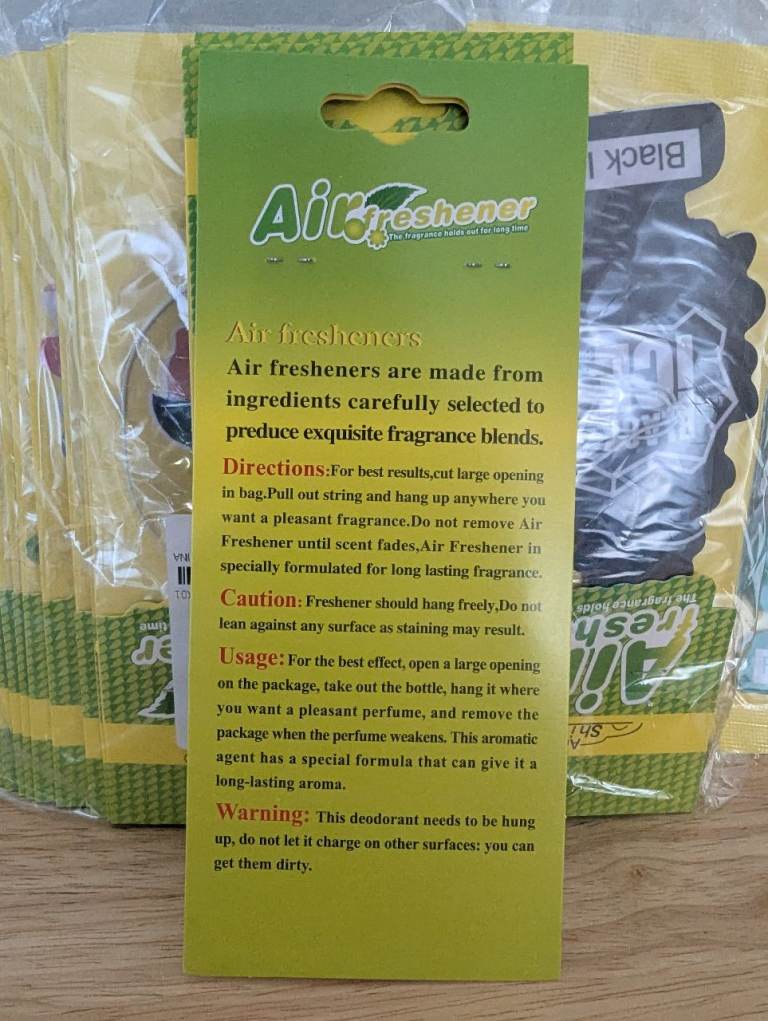 Air freshener
The fragrance holds out for long time
Air fresheners
Air fresheners are made from
ingredients carefully selected to
preduce exquisite fragrance blends.
Directions:For best results,cut large opening
in bag.Pull out string and hang up anywhere you
want a pleasant fragrance.Do not remove Air
Freshener until scent fades,Air Freshener in
specially formulated for long lasting fragrance.
Caution: Freshener should hang freely,Do not
lean against any surface as staining may result.
Usage: For the best effect, open a large opening
on the package, take out the bottle, hang it where
you want a pleasant perfume, and remove the
package when the perfume weakens. This aromatic
agent has a special formula that can give it a
long-lasting aroma.
Warning: This deodorant needs to be hung
up, do not let it charge on other surfaces: you can
get them dirty.
Black
The fragrance holds
Air
fresh